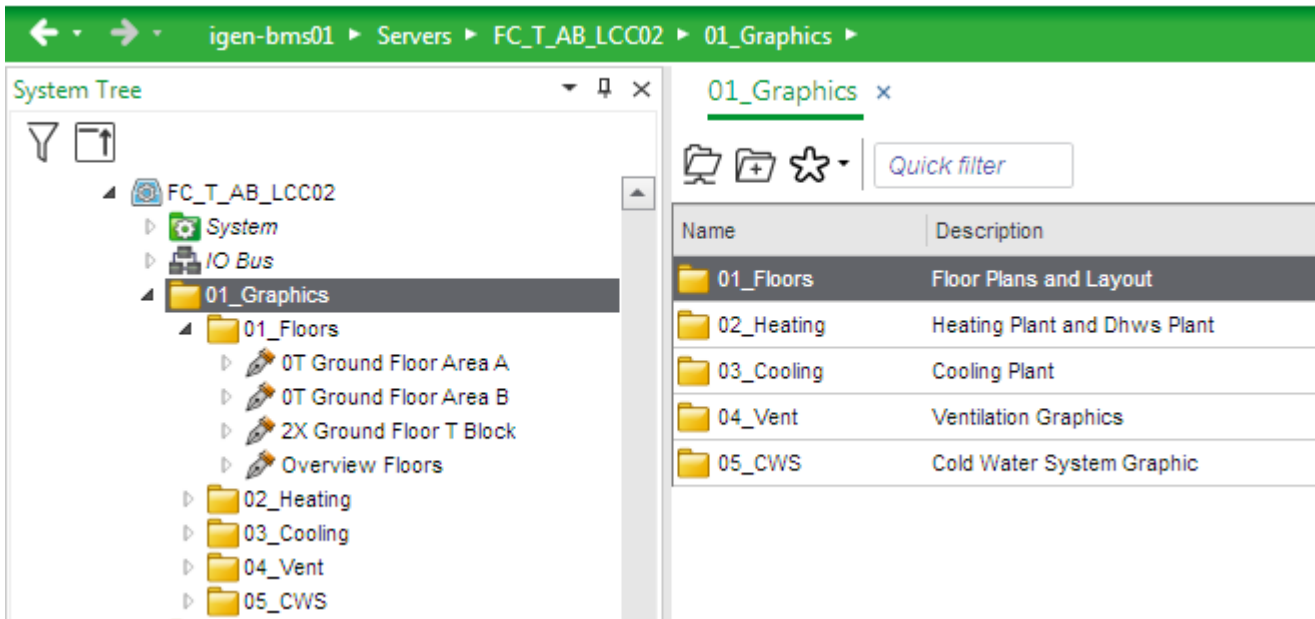 igen-bms01 ► Servers ► FC_T_AB_LCC02 ► 01_Graphics ►
System Tree
FC_T_AB_LCC02
System
IO Bus
01_Graphics
01_Floors
0T Ground Floor Area A
0T Ground Floor Area B
2X Ground Floor T Block
Overview Floors
02_Heating
03_Cooling
04_Vent
05_CWS
01_Graphics ×
Quick filter
Name Description
01_Floors Floor Plans and Layout
02_Heating Heating Plant and Dhws Plant
03_Cooling Cooling Plant
04_Vent Ventilation Graphics
05_CWS Cold Water System Graphic